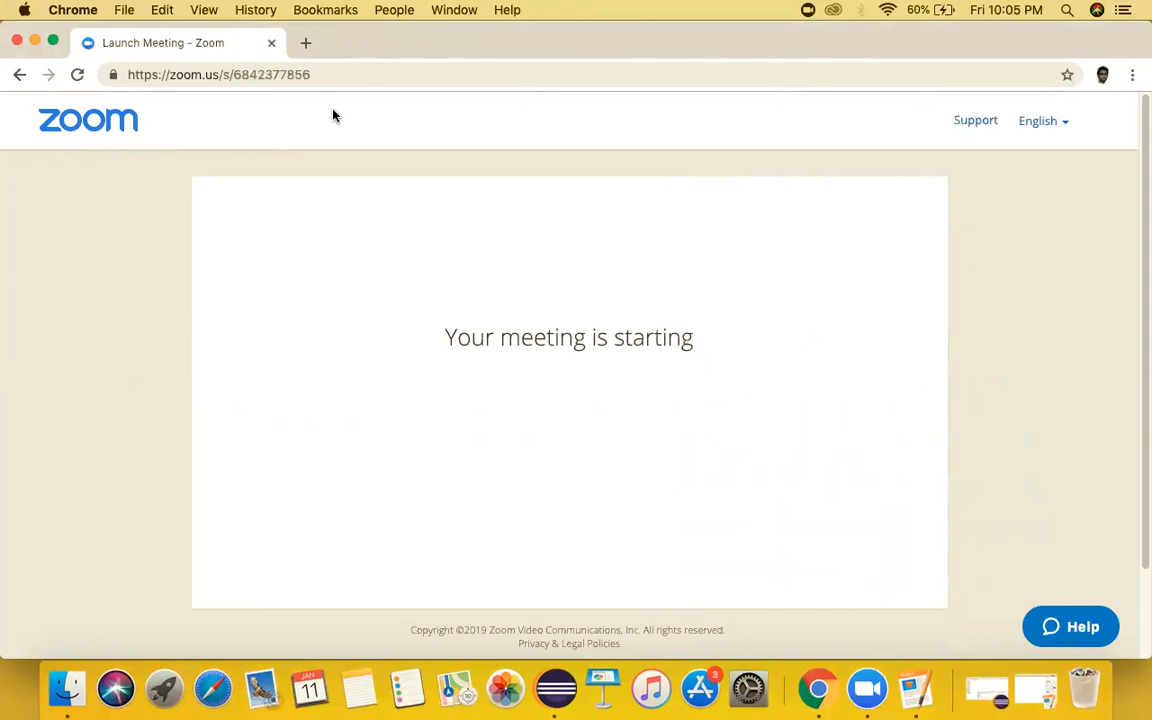 Chrome File Edit View History Bookmarks People Window Help 60% Fri 10:05 PM
Launch Meeting - Zoom
https://zoom.us/s/6842377856
zoom Support English
Your meeting is starting
Copyright ©2019 Zoom Video Communications, Inc. All rights reserved.
Privacy & Legal Policies
Help
JAN
11
3